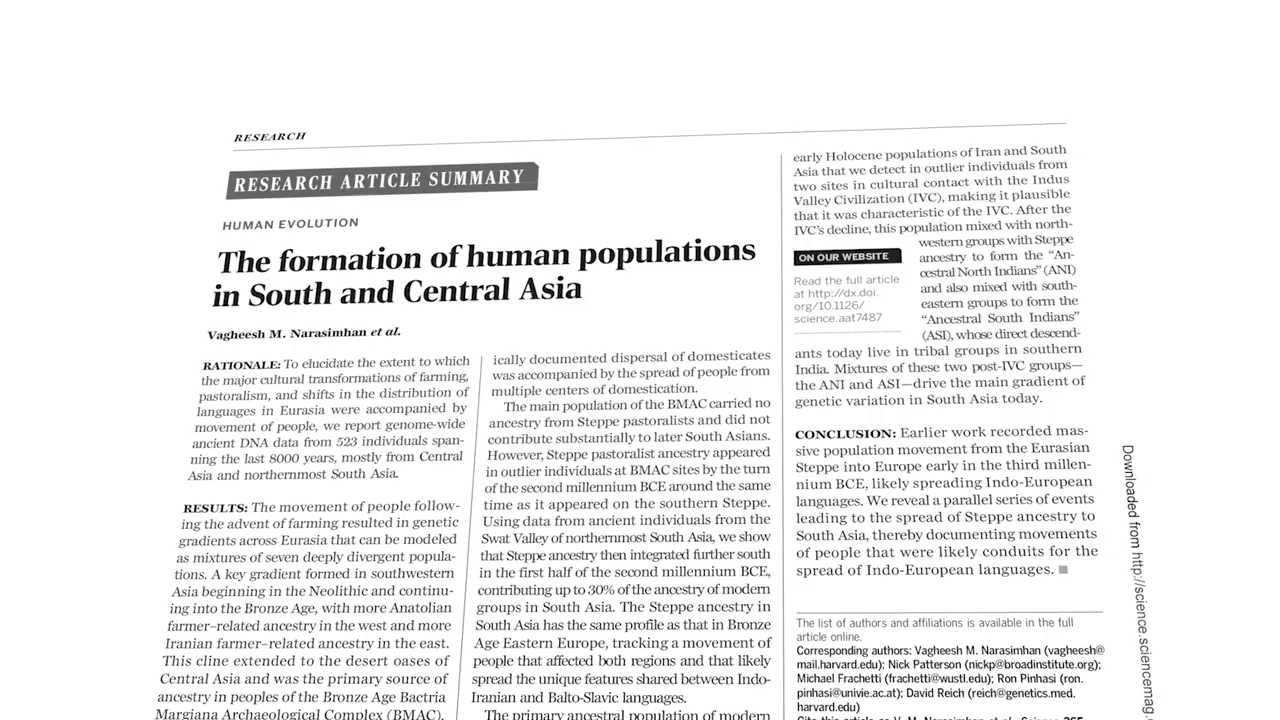 RESEARCH
RESEARCH ARTICLE SUMMARY
HUMAN EVOLUTION
The formation of human populations
in South and Central Asia
Vagheesh M. Narasimhan et al.
RATIONALE: To elucidate the extent to which
the major cultural transformations of farming,
pastoralism, and shifts in the distribution of
languages in Eurasia were accompanied by
movement of people, we report genome-wide
ancient DNA data from 523 individuals span-
ning the last 8000 years, mostly from Central
Asia and northernmost South Asia.
RESULTS: The movement of people follow-
ing the advent of farming resulted in genetic
gradients across Eurasia that can be modeled
as mixtures of seven deeply divergent popula-
tions. A key gradient formed in southwestern
Asia beginning in the Neolithic and continu-
ing into the Bronze Age, with more Anatolian
farmer–related ancestry in the west and more
Iranian farmer–related ancestry in the east.
This cline extended to the desert oases of
Central Asia and was the primary source of
ancestry in peoples of the Bronze Age Bactria
Margiana Archaeological Complex (BMAC).
ically documented dispersal of domesticates
was accompanied by the spread of people from
multiple centers of domestication.
The main population of the BMAC carried no
ancestry from Steppe pastoralists and did not
contribute substantially to later South Asians.
However, Steppe pastoralist ancestry appeared
in outlier individuals at BMAC sites by the turn
of the second millennium BCE around the same
time as it appeared on the southern Steppe.
Using data from ancient individuals from the
Swat Valley of northernmost South Asia, we show
that Steppe ancestry then integrated further south
in the first half of the second millennium BCE,
contributing up to 30% of the ancestry of modern
groups in South Asia. The Steppe ancestry in
South Asia has the same profile as that in Bronze
Age Eastern Europe, tracking a movement of
people that affected both regions and that likely
spread the unique features shared between Indo-
Iranian and Balto-Slavic languages.
The primary ancestral population of modern
early Holocene populations of Iran and South
Asia that we detect in outlier individuals from
two sites in cultural contact with the Indus
Valley Civilization (IVC), making it plausible
that it was characteristic of the IVC. After the
IVC's decline, this population mixed with north-
western groups with Steppe
ancestry to form the “An-
cestral North Indians” (ANI)
and also mixed with south-
eastern groups to form the
“Ancestral South Indians”
(ASI), whose direct descend-
ants today live in tribal groups in southern
India. Mixtures of these two post-IVC groups—
the ANI and ASI—drive the main gradient of
genetic variation in South Asia today.
ON OUR WEBSITE
Read the full article
at http://dx.doi.
org/10.1126/
science.aat7487
CONCLUSION: Earlier work recorded mas-
sive population movement from the Eurasian
Steppe into Europe early in the third millen-
nium BCE, likely spreading Indo-European
languages. We reveal a parallel series of events
leading to the spread of Steppe ancestry to
South Asia, thereby documenting movements
of people that were likely conduits for the
spread of Indo-European languages.
The list of authors and affiliations is available in the full
article online.
Corresponding authors: Vagheesh M. Narasimhan (vagheesh@
mail.harvard.edu); Nick Patterson (nickp@broadinstitute.org);
Michael Frachetti (frachetti@wustl.edu); Ron Pinhasi (ron.
pinhasi@univie.ac.at); David Reich (reich@genetics.med.
harvard.edu)
Cite this article as V. M. Narasimhan et al., Science 365
Downloaded from http://science.sciencemag.